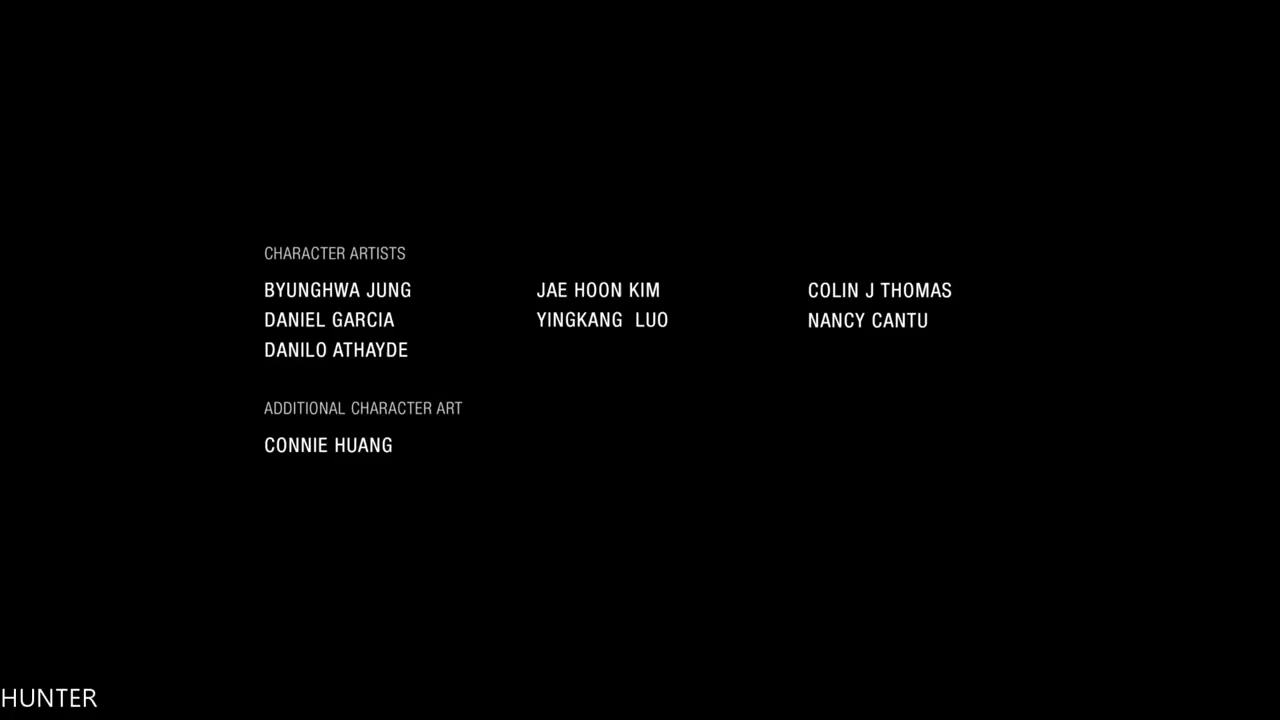 CHARACTER ARTISTS
BYUNGHWA JUNG JAE HOON KIM COLIN J THOMAS
DANIEL GARCIA YINGKANG LUO NANCY CANTU
DANILO ATHAYDE
ADDITIONAL CHARACTER ART
CONNIE HUANG
HUNTER